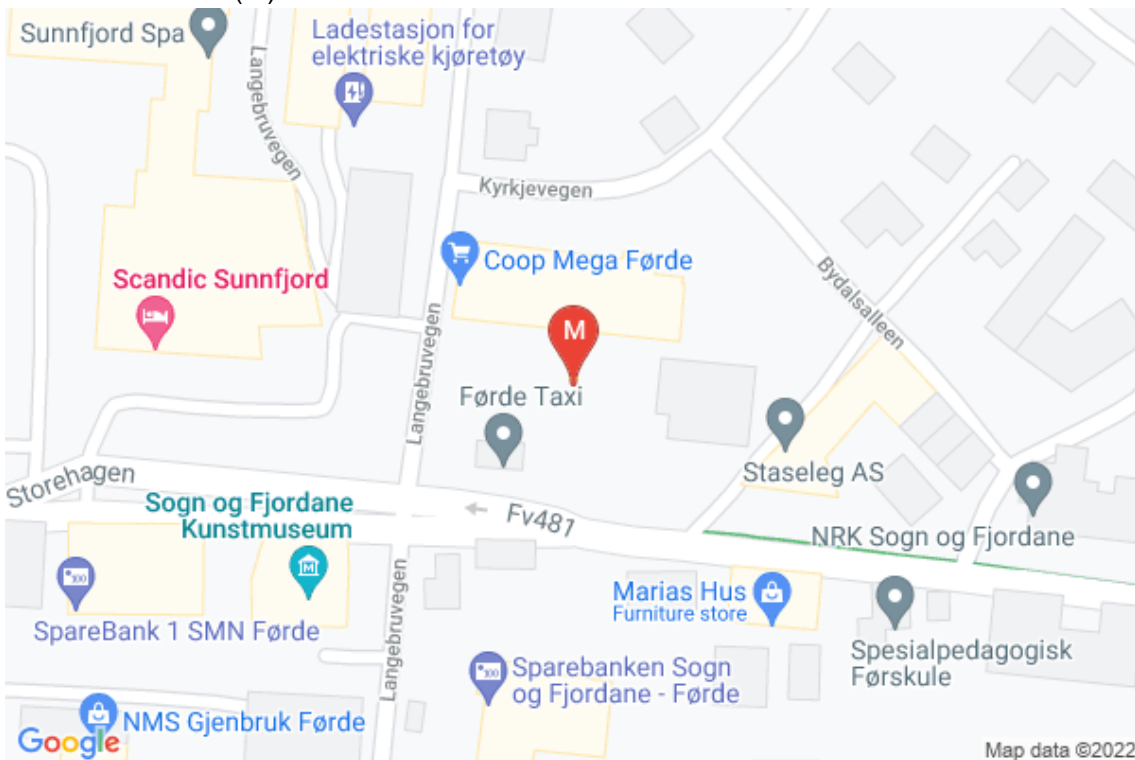 Sunnfjord Spa
Ladestasjon for
elektriske kjøretøy
Langebruvegen
Langebruvegen
Kyrkjevegen
Coop Mega Førde
Scandic Sunnfjord
Bydalsalleen
M
Langebruvegen
Førde Taxi
Staseleg AS
Storehagen
Sogn og Fjordane
Kunstmuseum
← Fv481
NRK Sogn og Fjordane
Marias Hus
Furniture store
SpareBank 1 SMN Førde
Langebruvegen
Spesialpedagogisk
Førskule
Sparebanken Sogn
og Fjordane - Førde
NMS Gjenbruk Førde
Google
Map data ©2022